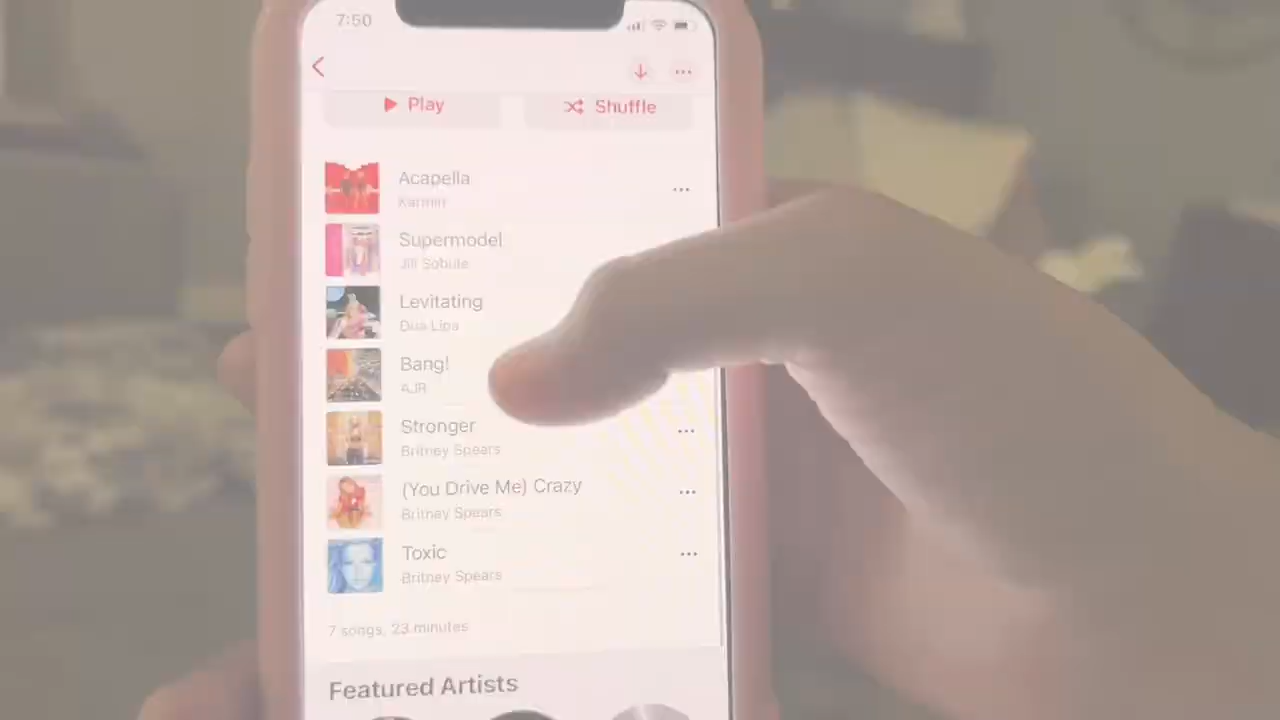 7:50
Play
Shuffle
Acapella
Karmin
Supermodel
Jill Sobule
Levitating
Dua Lipa
Bang!
AJR
Stronger
Britney Spears
(You Drive Me) Crazy
Britney Spears
Toxic
Britney Spears
7 songs, 23 minutes
Featured Artists